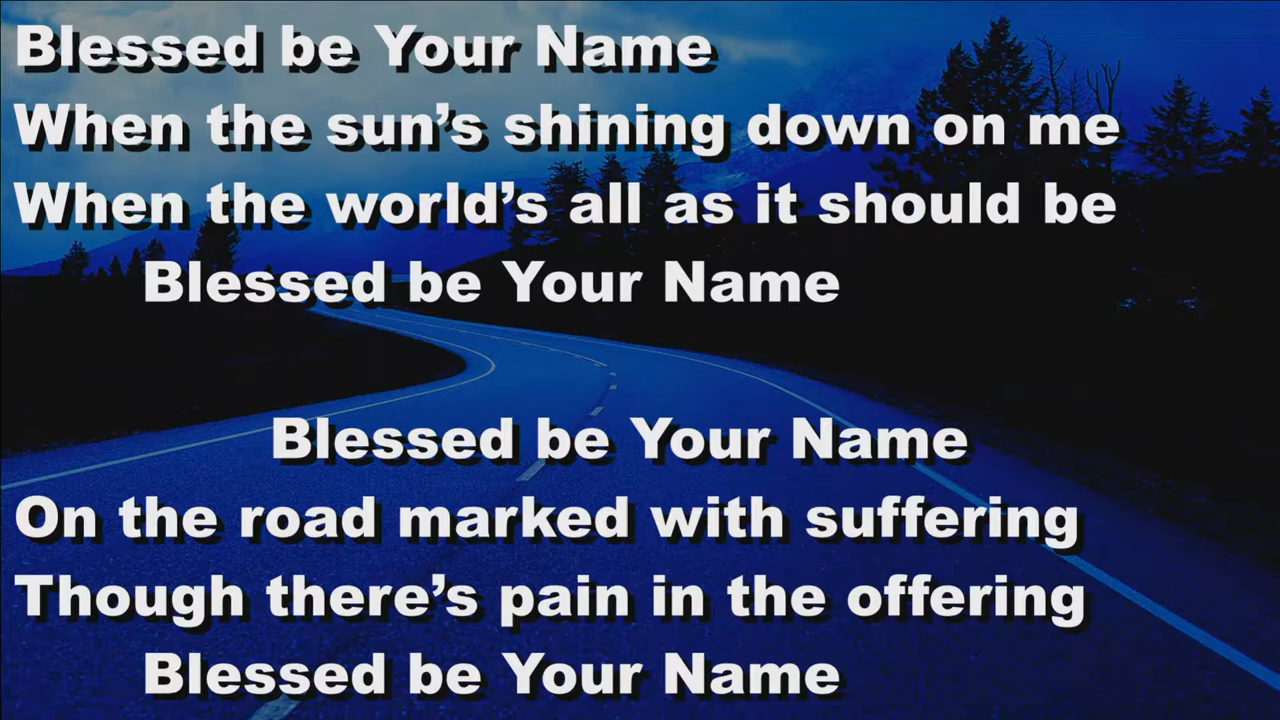 Blessed be Your Name
When the sun’s shining down on me
When the world’s all as it should be
Blessed be Your Name
Blessed be Your Name
On the road marked with suffering
Though there’s pain in the offering
Blessed be Your Name